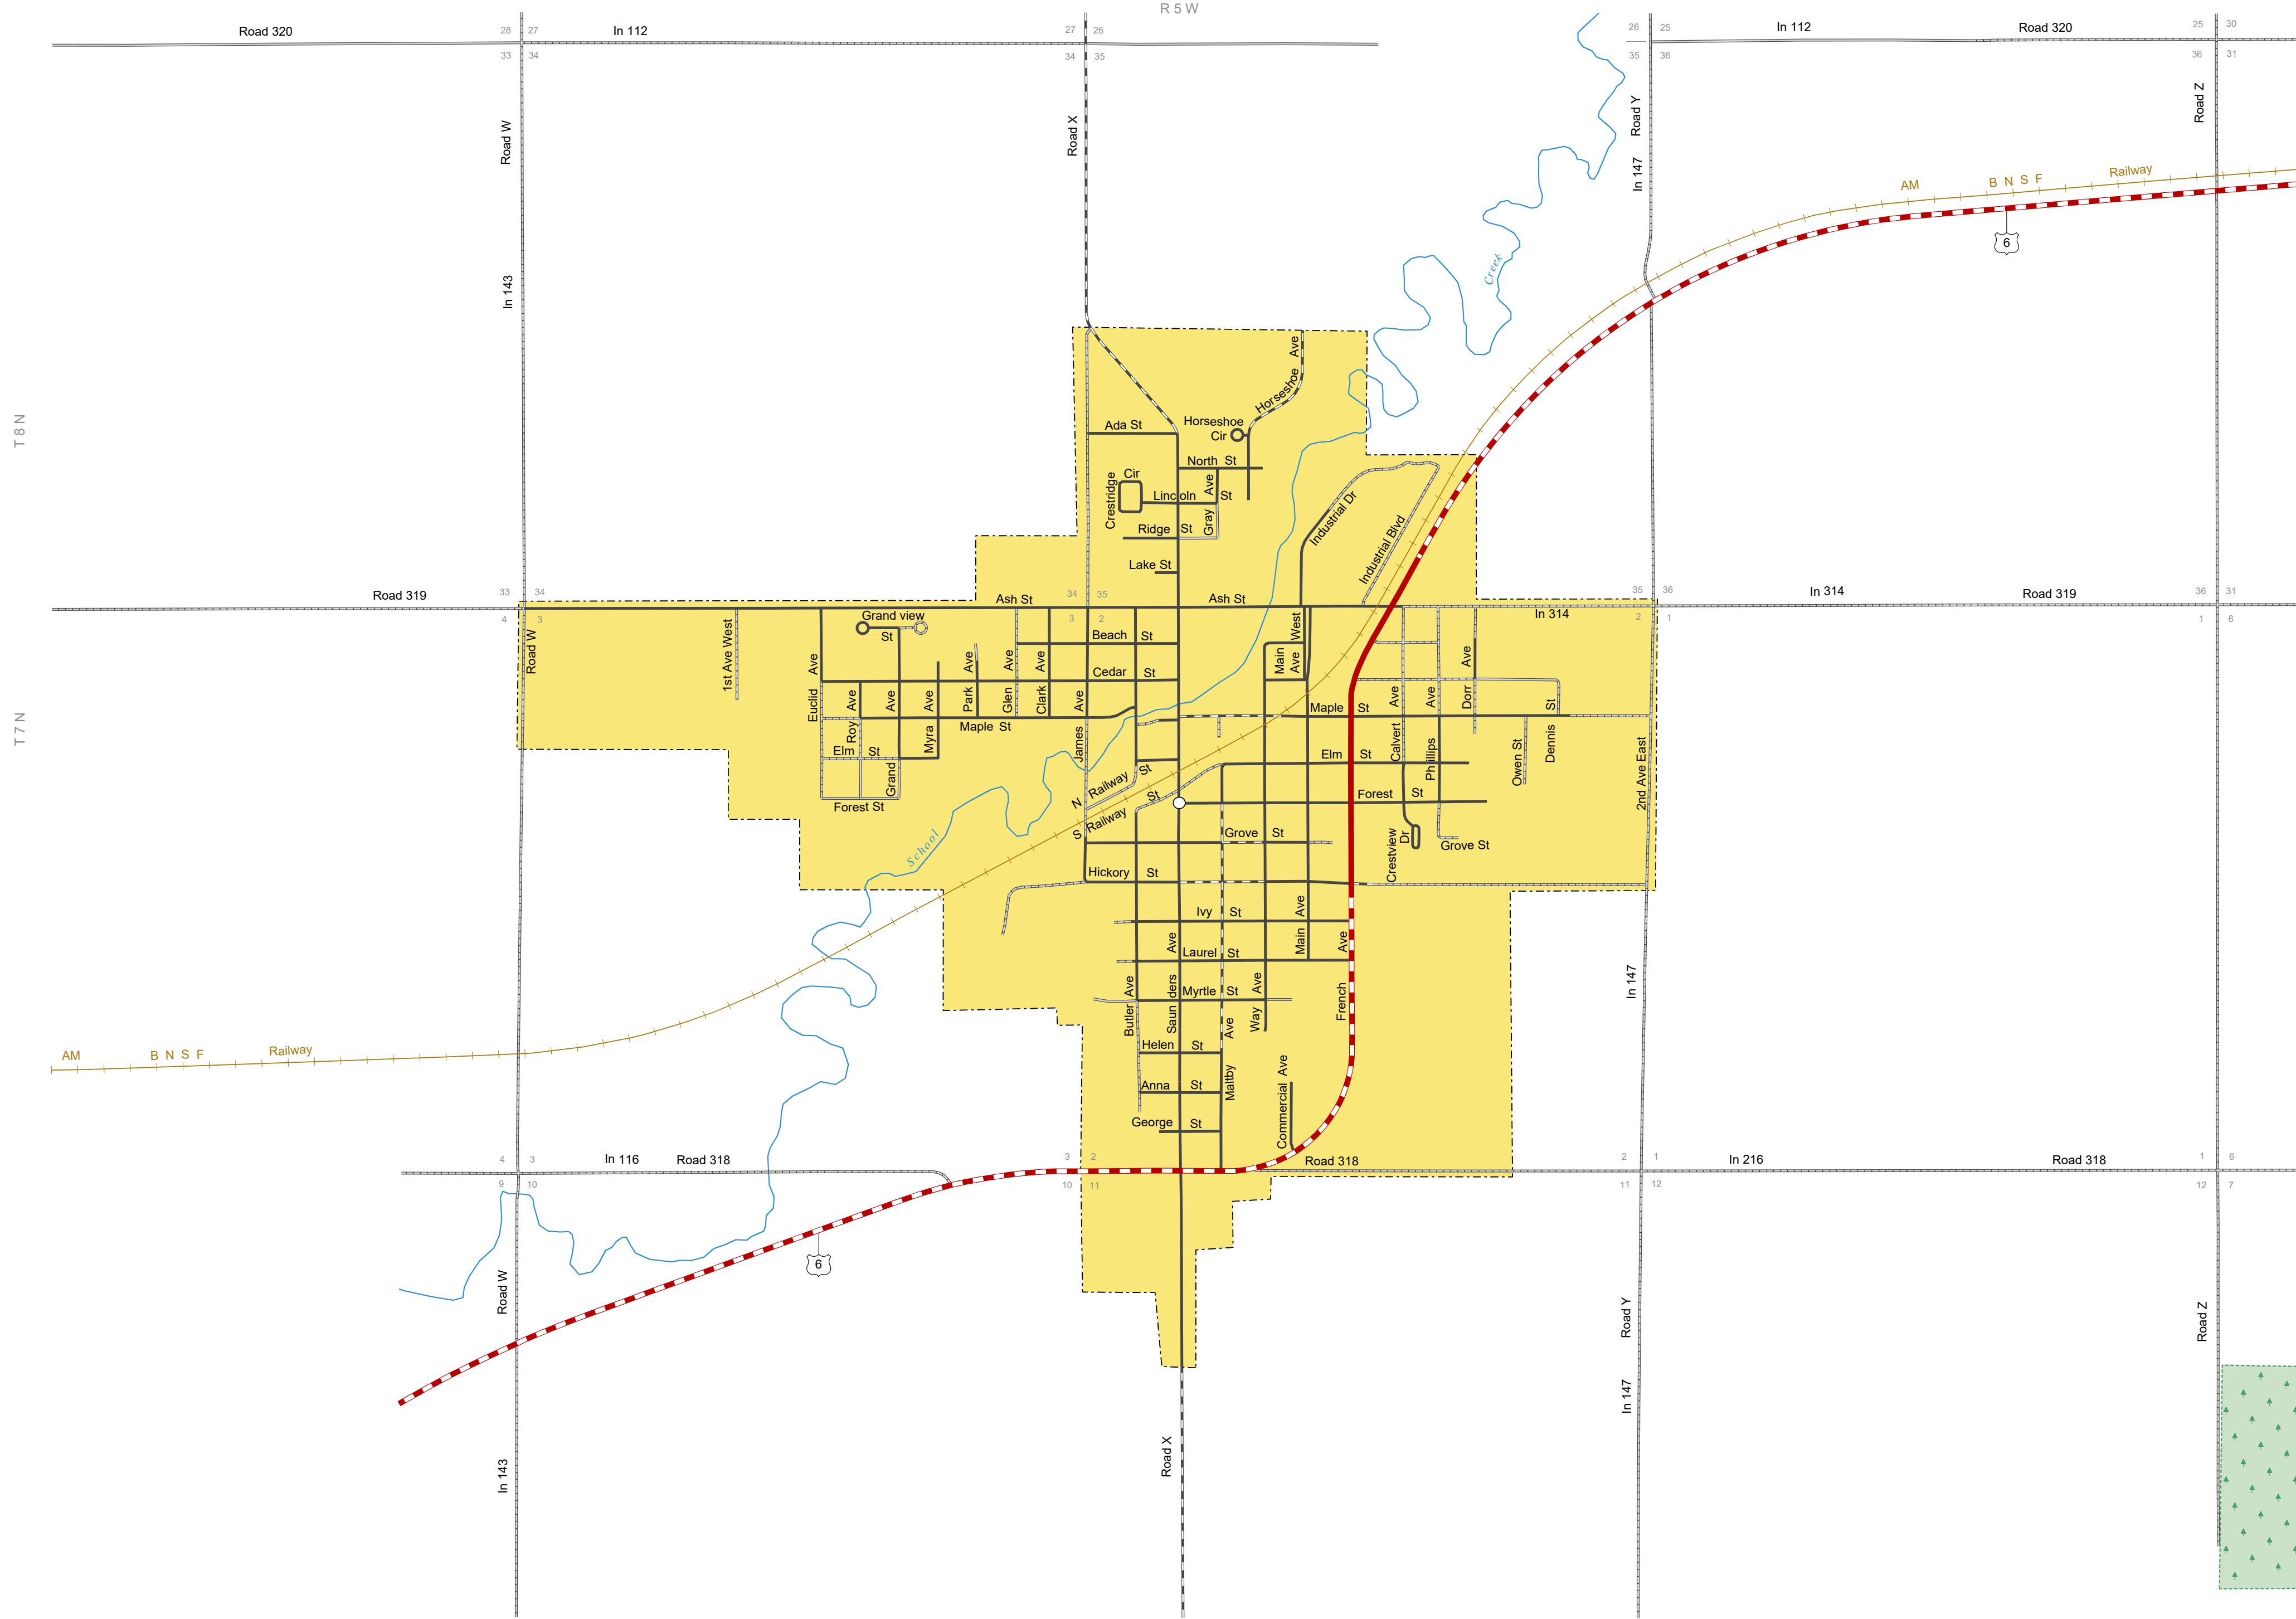 R 5 W
Road 320
28 27
In 112
27 26
26 25
In 112
Road 320
25 30
33 34
34 35
35 36
36 31
Road W
Road X
Road Y
Road Z
In 147
AM
B N S F
Railway
6
In 143
Creek
T 8 N
Ave
Horseshoe
Ada St
Horseshoe
Cir
North St
Cir
Crestridge
Lincoln St
Ave
Gray
Ridge St
Industrial Dr
Industrial Blvd
Lake St
Road 319
33 34
34 35
Ash St
Ash St
35 36
In 314
Road 319
36 31
4 3
3 2
In 314
2 1
1 6
Grand view
St
Beach St
West
Road W
1st Ave West
Cedar St
Main
Ave
Ave
Euclid
Ave
Roy
Ave
Grand
Ave
Myra
Ave
Park
Ave
Glen
Ave
Clark
Ave
James
Ave
Calvert
Ave
Phillips
Ave
Dorr
St
Dennis
T 7 N
Maple St
Maple St
Elm St
Elm St
Owen St
2nd Ave East
N Railway St
S Railway St
Forest St
Forest St
School
Grove St
Crestview
Dr
Grove St
Hickory St
Ivy St
Ave
Main
Ave
French
Ave
Saunders
Laurel St
In 147
Ave
Butler
Myrtle St
Ave
Way
Ave
Maltby
AM
B N S F
Railway
Helen St
Anna St
Ave
Commercial
George St
4 3
In 116
Road 318
3 2
Road 318
2 1
In 216
Road 318
1 6
9 10
10 11
11 12
12 7
6
Road W
Road Y
Road Z
In 147
Road X
In 143